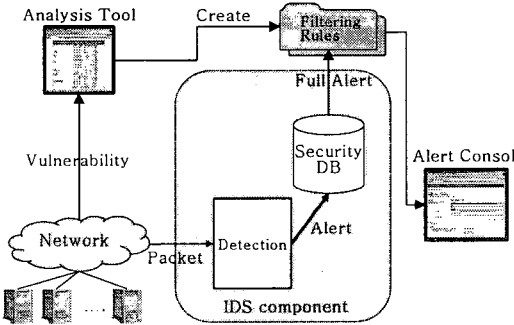 Analysis Tool
Create
Filtering
Rules
Full Alert
Vulnerability
Security
DB
Alert Consol
Network
Packet
Detection
Alert
....
IDS component